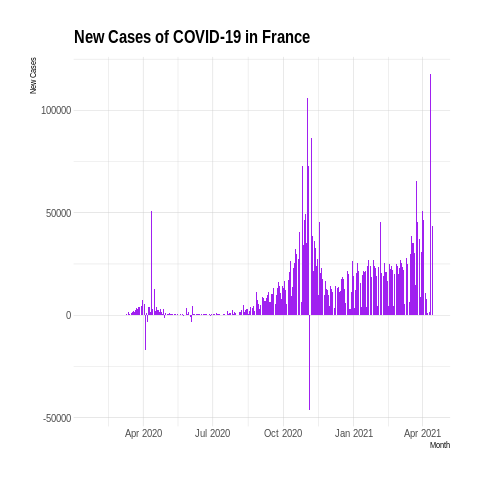 New Cases of COVID-19 in France
New Cases
100000
50000
0
-50000
Apr 2020 Jul 2020 Oct 2020 Jan 2021 Apr 2021
Month